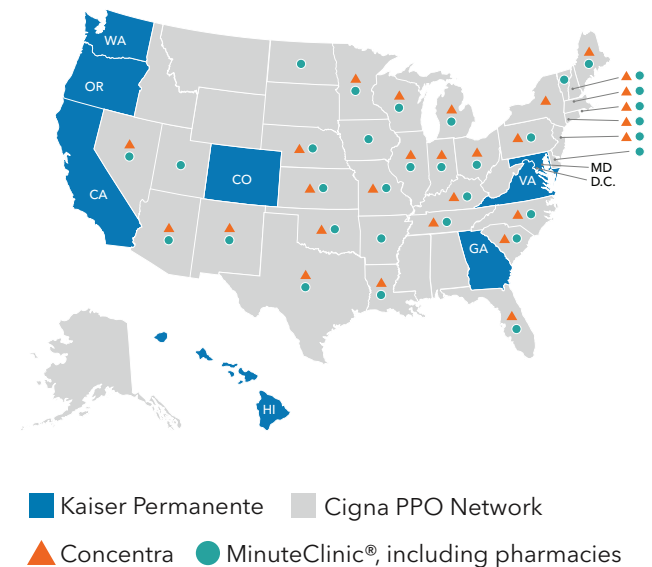 WA
OR
CA
CO
MD
VA
D.C.
GA
HI
Kaiser Permanente
Cigna PPO Network
Concentra
MinuteClinic®, including pharmacies